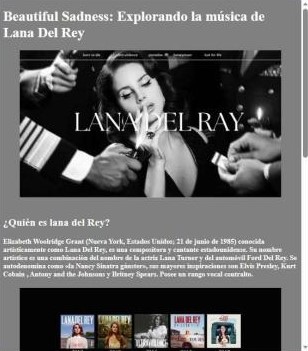 Beautiful Sadness: Explorando la música de
Lana Del Rey
LANA DEL RAY
¿Quién es lana del Rey?
Elizabeth Woolridge Grant (Nueva York, Estados Unidos; 21 de junio de 1985) conocida
artísticamente como Lana Del Rey, es una compositora y cantante estadounidense. Su nombre
artístico es una combinación del nombre de la actriz Lana Turner y del automóvil Ford Del Rey. Se
autodenomina como «la Nancy Sinatra gánster», sus mayores inspiraciones son Elvis Presley, Kurt
Cobain , Antony and the Johnsons y Britney Spears. Posee un rango vocal contralto.